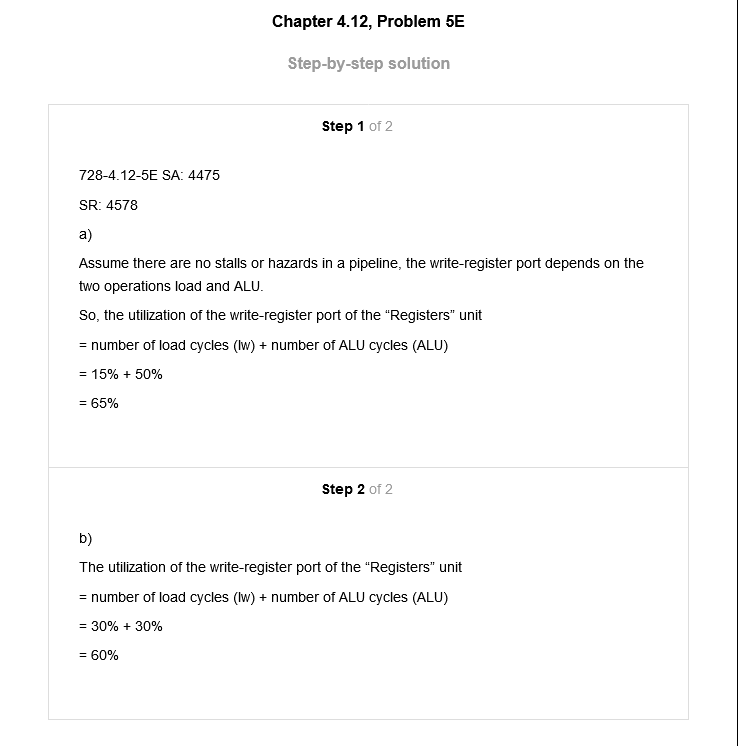 Chapter 4.12, Problem 5E
Step-by-step solution
Step 1 of 2
728-4.12-5E SA: 4475
SR: 4578
a)
Assume there are no stalls or hazards in a pipeline, the write-register port depends on the
two operations load and ALU.
So, the utilization of the write-register port of the “Registers” unit
= number of load cycles (lw) + number of ALU cycles (ALU)
= 15% + 50%
= 65%
Step 2 of 2
b)
The utilization of the write-register port of the “Registers” unit
= number of load cycles (lw) + number of ALU cycles (ALU)
= 30% + 30%
= 60%